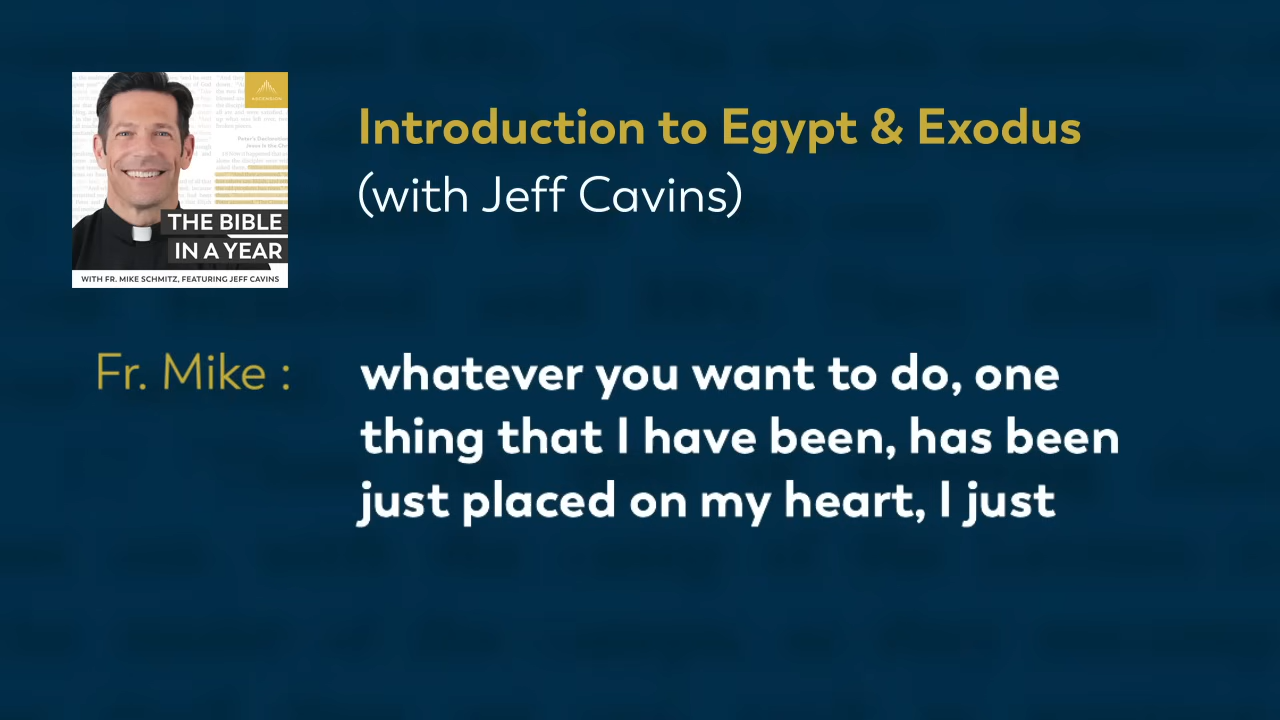 ASCENSION
THE BIBLE
IN A YEAR
WITH FR. MIKE SCHMITZ, FEATURING JEFF CAVINS
Introduction to Egypt & Exodus
(with Jeff Cavins)
Fr. Mike :
whatever you want to do, one
thing that I have been, has been
just placed on my heart, I just